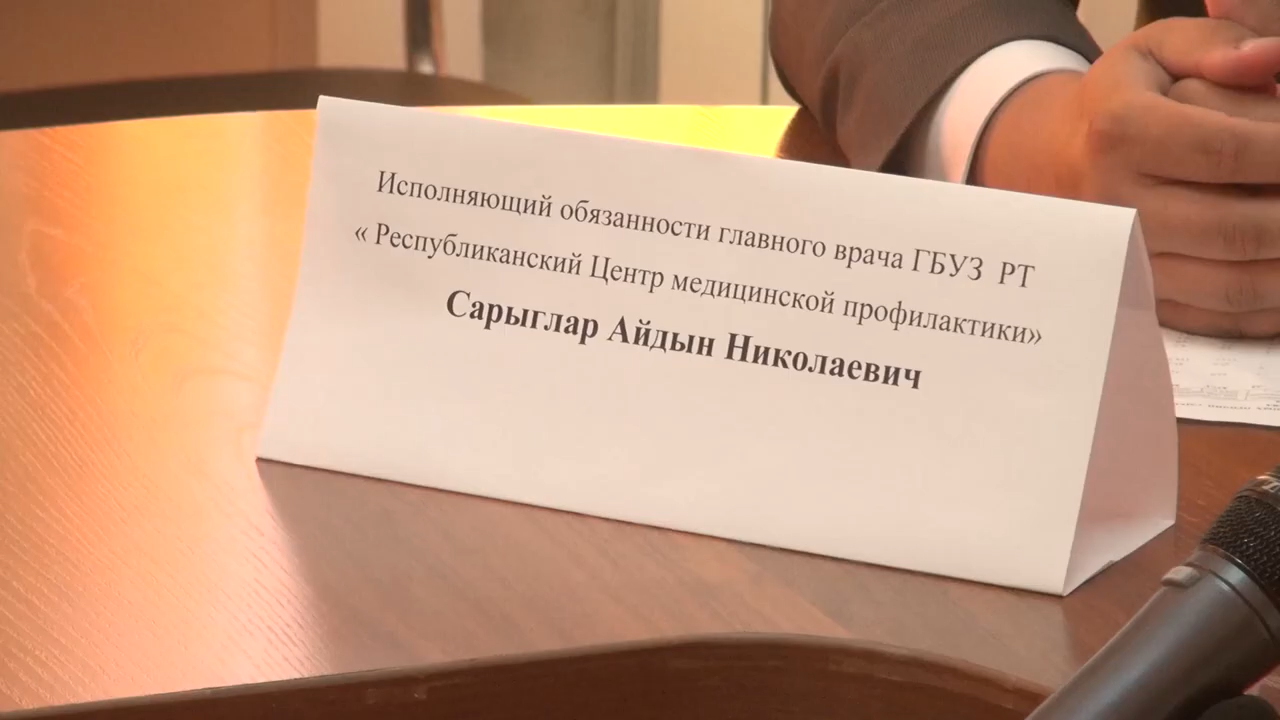 Исполняющий обязанности главного врача ГБУЗ РТ
« Республиканский Центр медицинской профилактики»
Сарыглар Айдын Николаевич